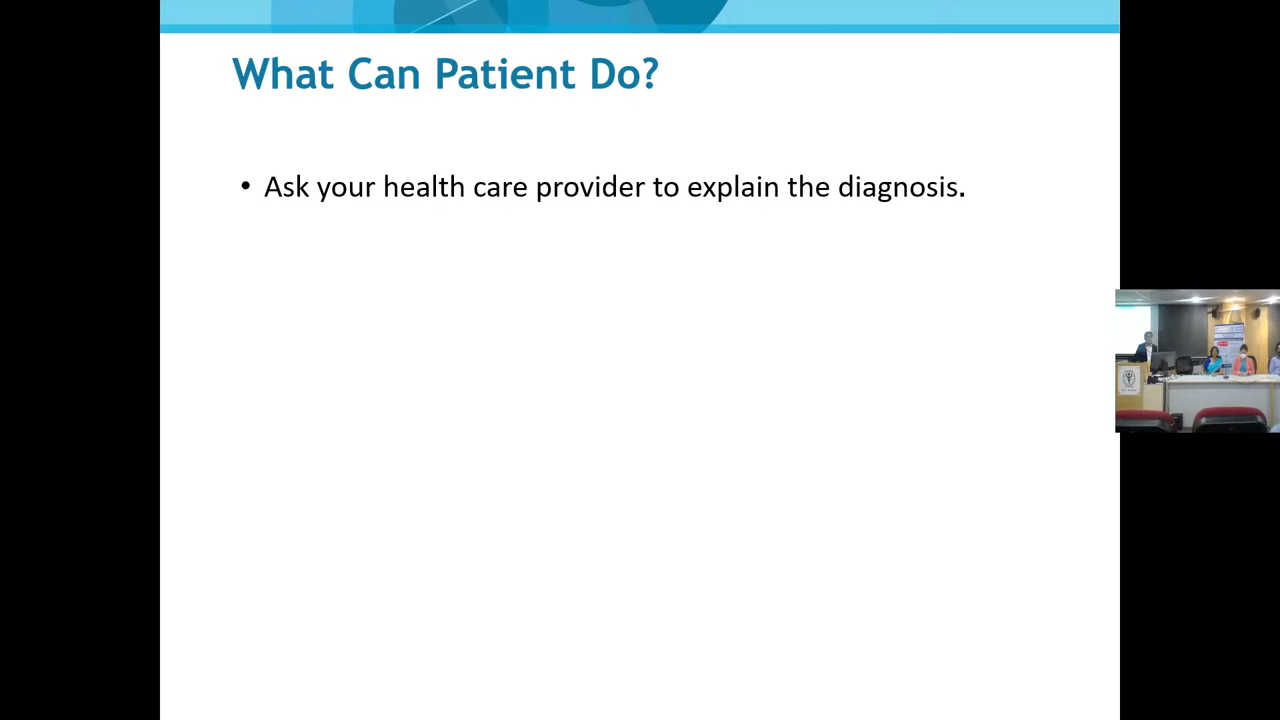 What Can Patient Do?
• Ask your health care provider to explain the diagnosis.